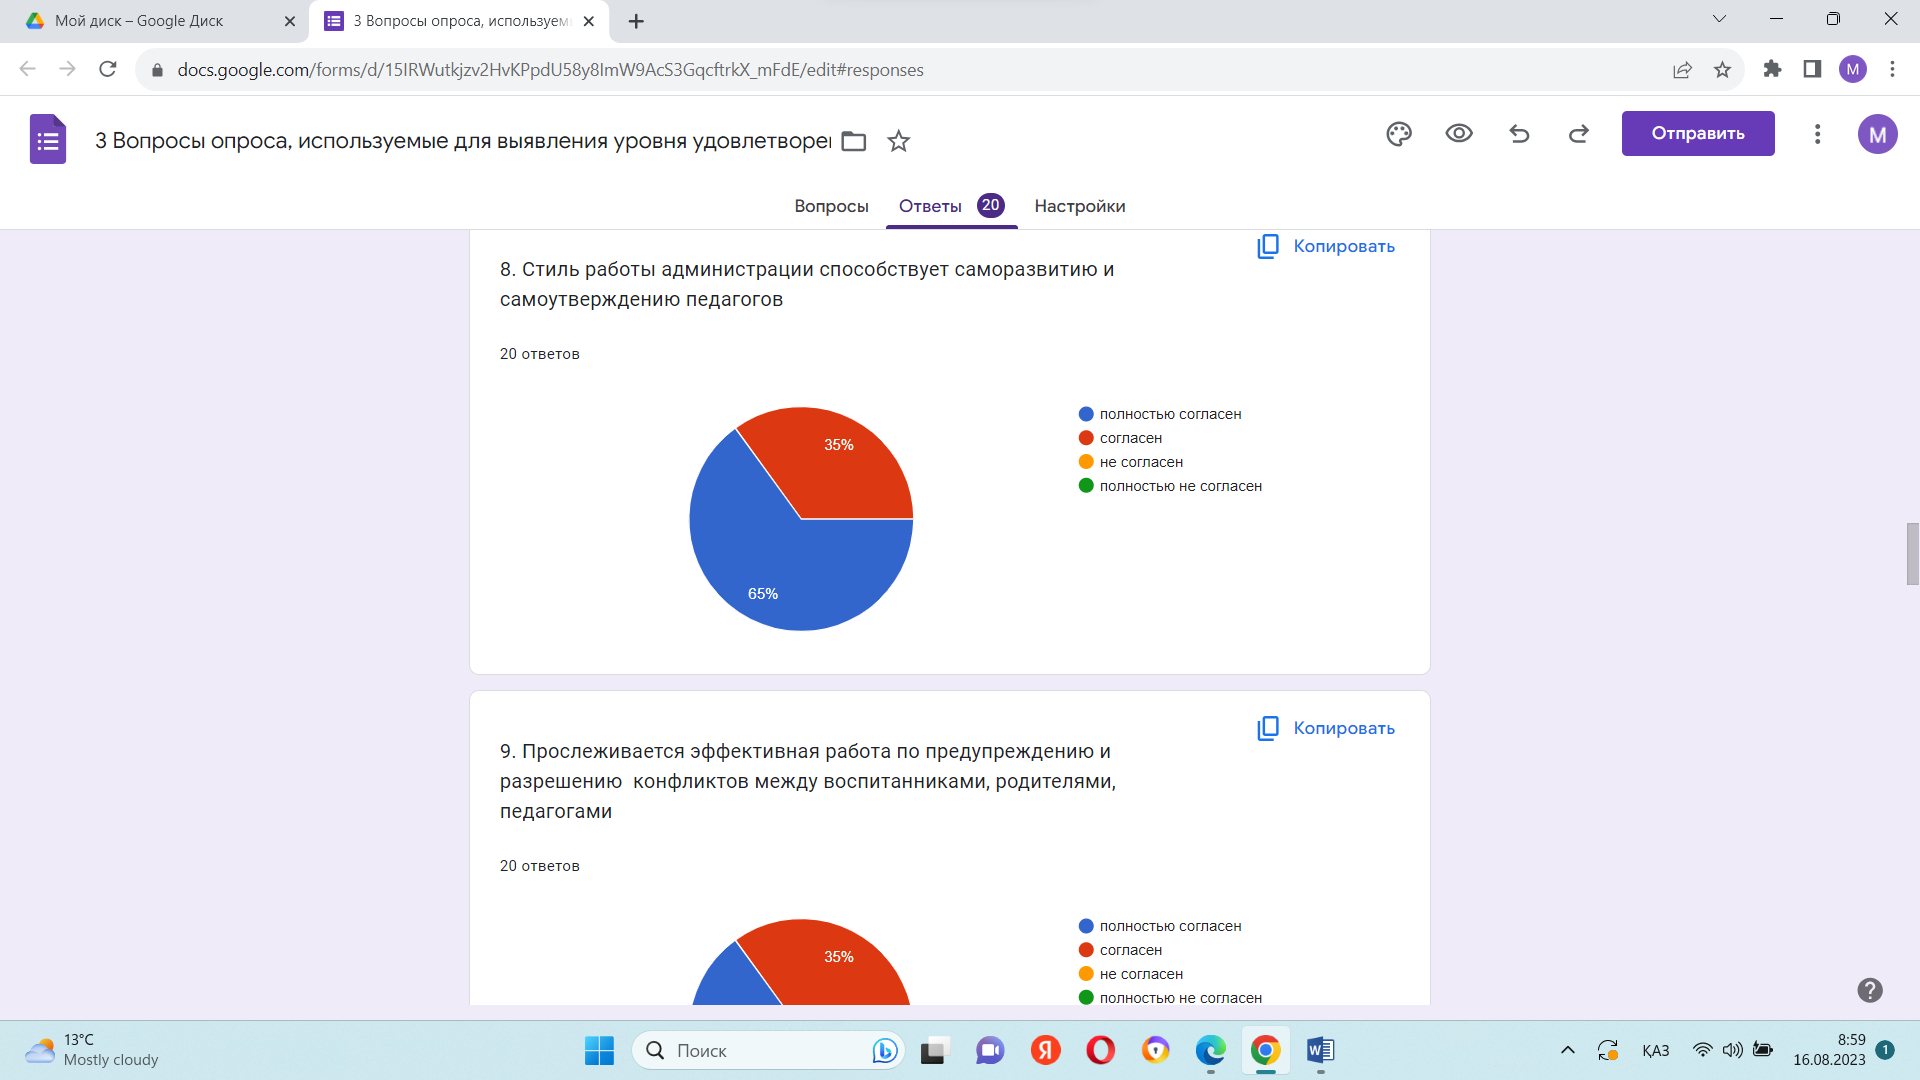 Мой диск – Google Диск
3 Вопросы опроса, используем
docs.google.com/forms/d/15IRWutkjzv2HvKPpdU58y8ImW9AcS3GqcftrkX_mFdE/edit#responses
M
3 Вопросы опроса, используемые для выявления уровня удовлетворен
Отправить
M
Вопросы
Ответы 20
Настройки
Копировать
8. Стиль работы администрации способствует саморазвитию и
самоутверждению педагогов
20 ответов
35%
65%
полностью согласен
согласен
не согласен
полностью не согласен
Копировать
9. Прослеживается эффективная работа по предупреждению и
разрешению  конфликтов между воспитанниками, родителями,
педагогами
20 ответов
35%
полностью согласен
согласен
не согласен
полностью не согласен
13°C
Mostly cloudy
Поиск
ҚАЗ
8:59
16.08.2023
1